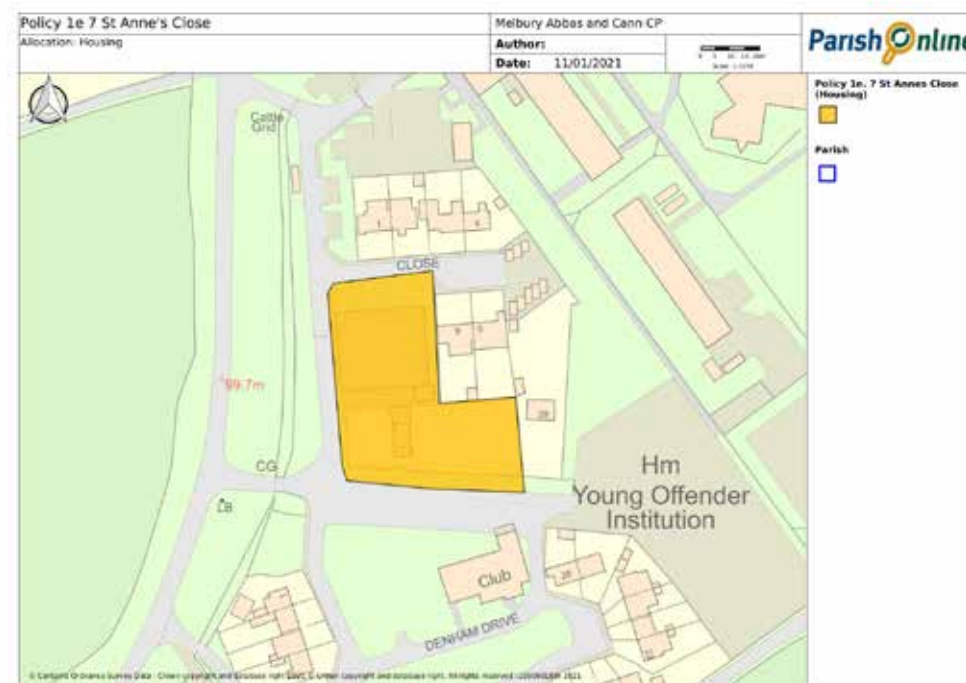 Policy 1e 7 St Anne's Close
Allocation: Housing
Melbury Abbas and Cann CP
Author:
Date: 11/01/2021
Parish Online
Policy 1e. 7 St Annes Close
(Housing)
Parish
Cattle
Grid
1
CLOSE
99.7m
CG
LB
Hm
Young Offender
Institution
Club
DENHAM DRIVE